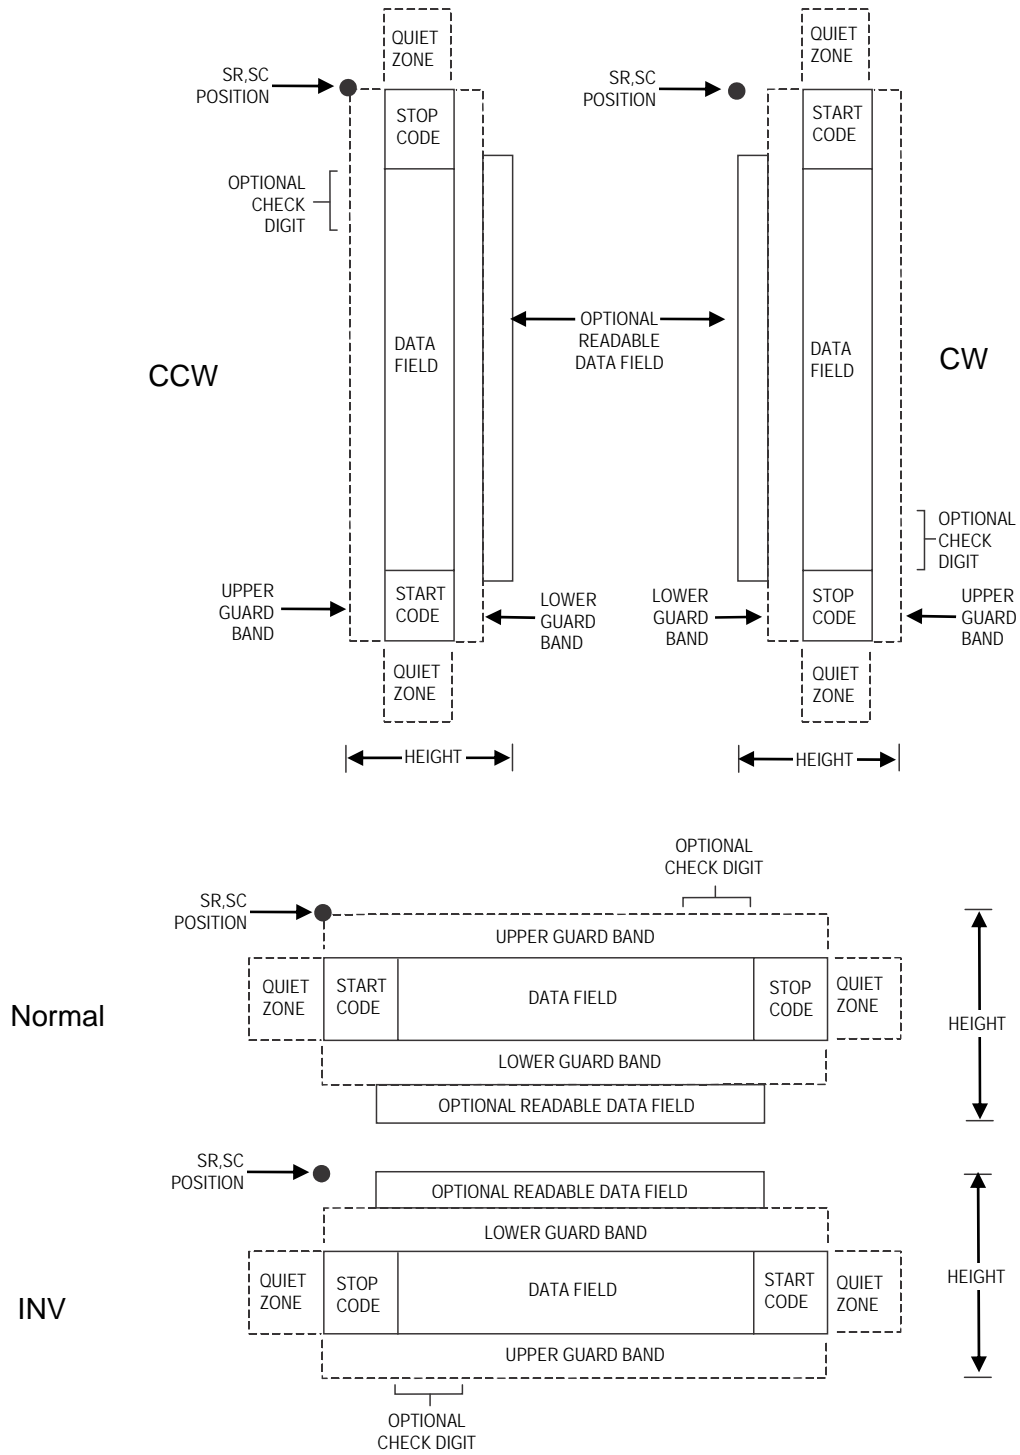 QUIET
ZONE
SR,SC
POSITION
STOP
CODE
OPTIONAL
CHECK
DIGIT
DATA
FIELD
CCW
UPPER
GUARD
BAND
START
CODE
LOWER
GUARD
BAND
QUIET
ZONE
HEIGHT
OPTIONAL
READABLE
DATA FIELD
QUIET
ZONE
SR,SC
POSITION
START
CODE
DATA
FIELD
CW
OPTIONAL
CHECK
DIGIT
LOWER
GUARD
BAND
STOP
CODE
UPPER
GUARD
BAND
QUIET
ZONE
HEIGHT
OPTIONAL
CHECK DIGIT
SR,SC
POSITION
UPPER GUARD BAND
Normal
QUIET
ZONE
START
CODE
DATA FIELD
STOP
CODE
QUIET
ZONE
HEIGHT
LOWER GUARD BAND
OPTIONAL READABLE DATA FIELD
SR,SC
POSITION
OPTIONAL READABLE DATA FIELD
LOWER GUARD BAND
INV
QUIET
ZONE
STOP
CODE
DATA FIELD
START
CODE
QUIET
ZONE
HEIGHT
UPPER GUARD BAND
OPTIONAL
CHECK DIGIT